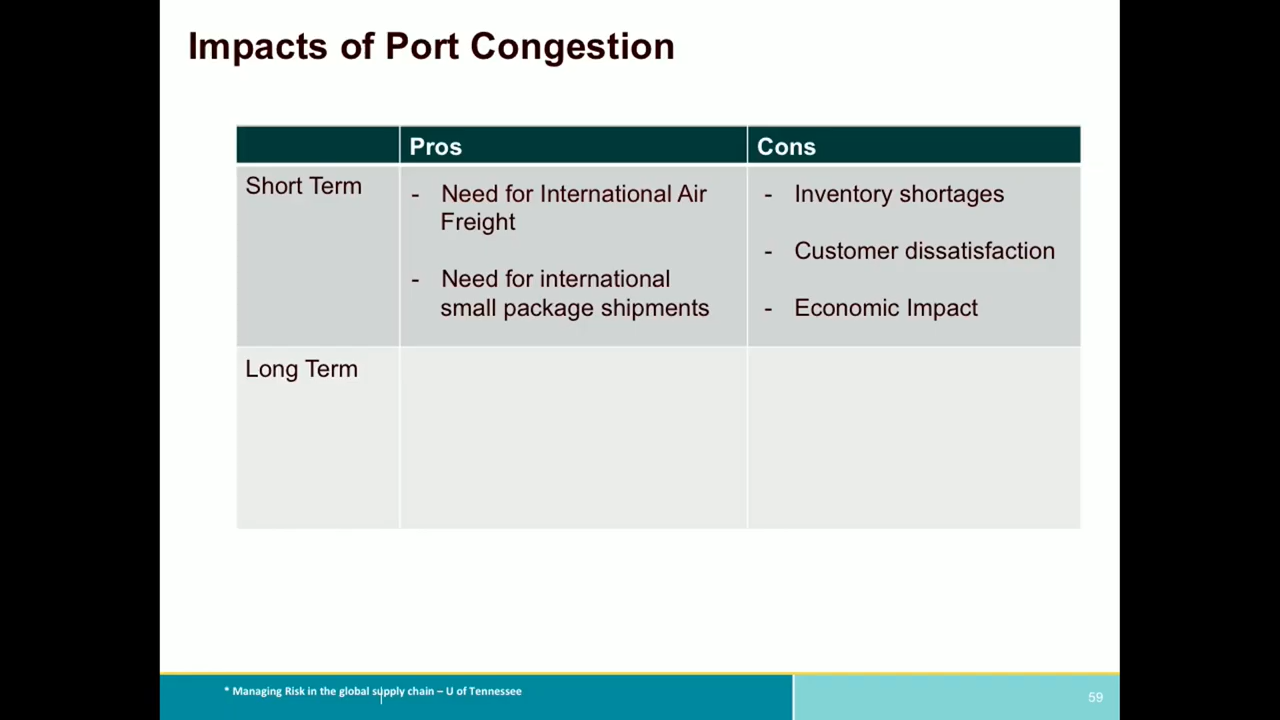 Impacts of Port Congestion
Pros
Cons
Short Term
- Need for International Air
Freight
- Need for international
small package shipments
- Inventory shortages
- Customer dissatisfaction
- Economic Impact
Long Term
* Managing Risk in the global supply chain – U of Tennessee
59